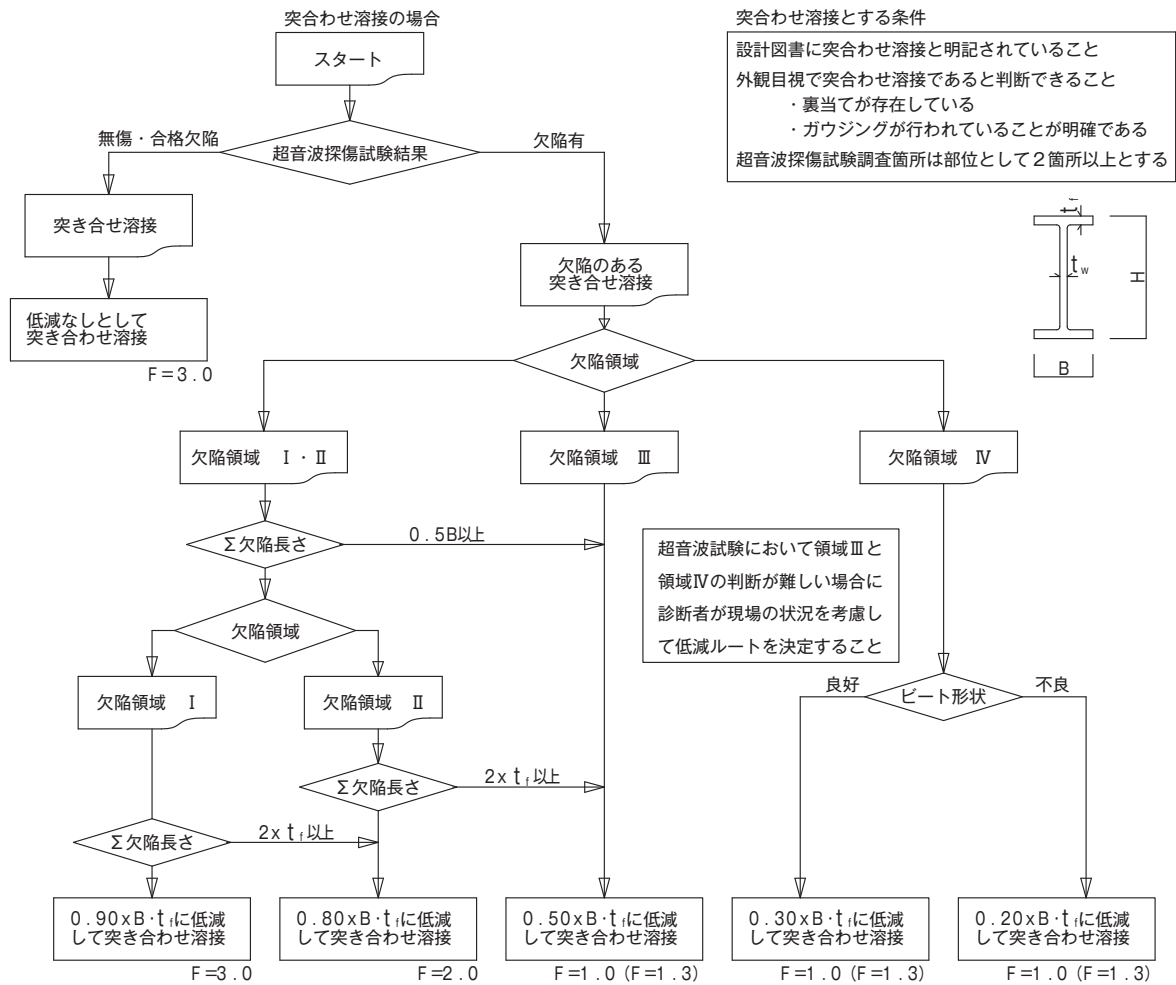 突合わせ溶接の場合
スタート
超音波探傷試験結果
無傷・合格欠陥
欠陥有
突き合せ溶接
低減なしとして
突き合わせ溶接
F=3.0
欠陥のある
突き合せ溶接
欠陥領域
欠陥領域 Ⅰ・Ⅱ
欠陥領域 Ⅲ
欠陥領域 Ⅳ
Σ欠陥長さ
0.5B以上
欠陥領域
欠陥領域 Ⅰ
欠陥領域 Ⅱ
Σ欠陥長さ
2x tf以上
Σ欠陥長さ
2x tf以上
ビート形状
良好
不良
0.90xB・tfに低減
して突き合わせ溶接
F=3.0
0.80xB・tfに低減
して突き合わせ溶接
F=2.0
0.50xB・tfに低減
して突き合わせ溶接
F=1.0 (F=1.3)
0.30xB・tfに低減
して突き合わせ溶接
F=1.0 (F=1.3)
0.20xB・tfに低減
して突き合わせ溶接
F=1.0 (F=1.3)
突合わせ溶接とする条件
設計図書に突合わせ溶接と明記されていること
外観目視で突合わせ溶接であると判断できること
・裏当てが存在している
・ガウジングが行われていることが明確である
超音波探傷試験調査箇所は部位として２箇所以上とする
tf
tw
H
B
超音波試験において領域Ⅲと
領域Ⅳの判断が難しい場合に
診断者が現場の状況を考慮し
て低減ルートを決定すること